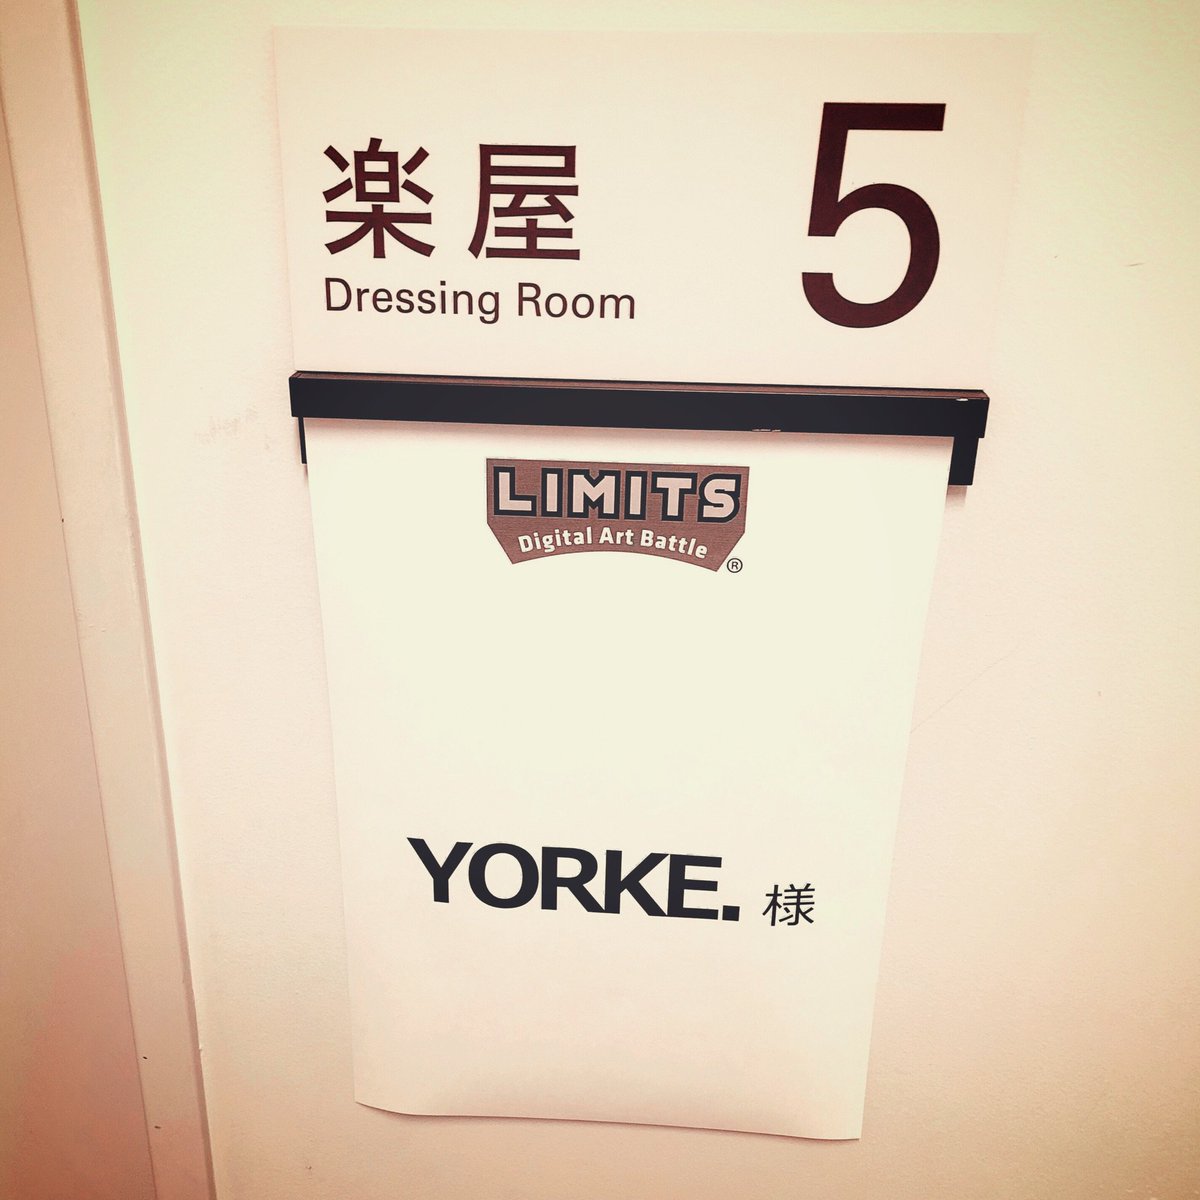 楽屋 5
Dressing Room
LIMITS
Digital Art Battle
®
YORKE. 様